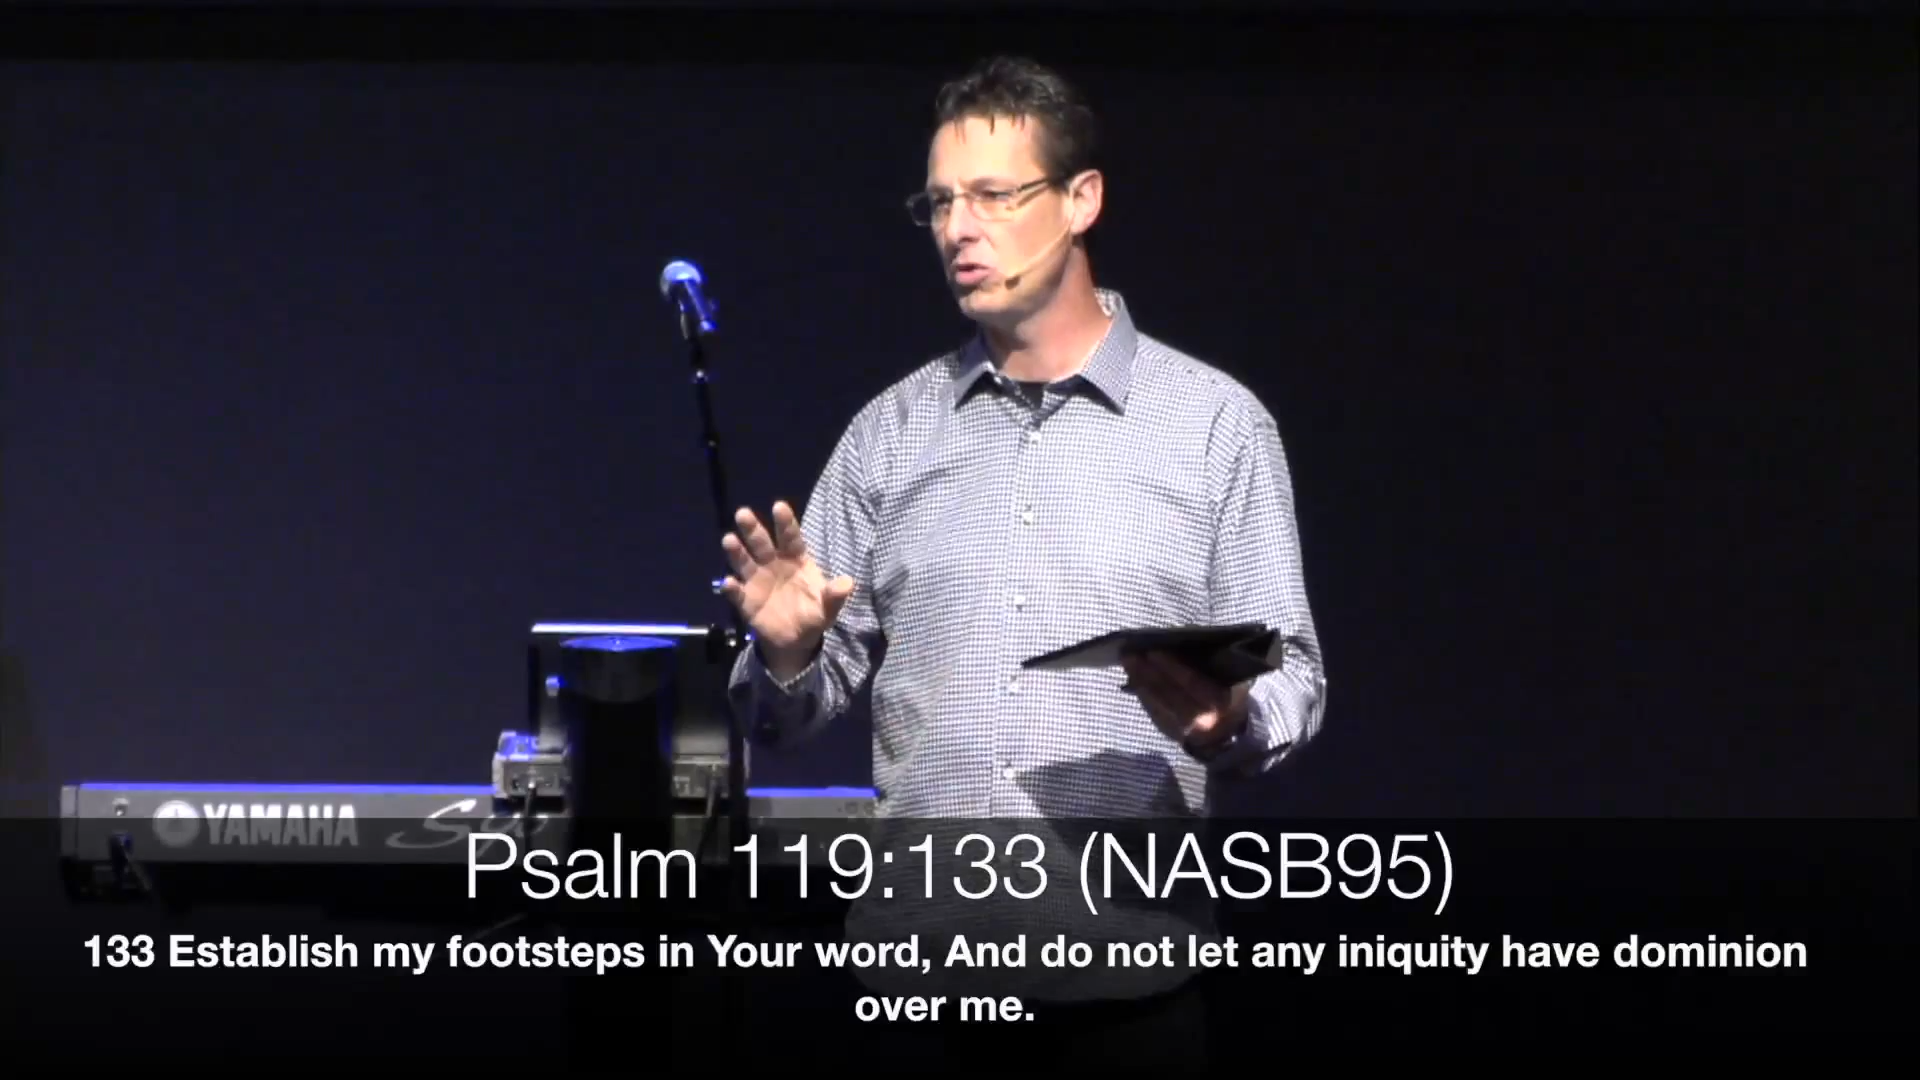 YAMAHA
Psalm 119:133 (NASB95)
133 Establish my footsteps in Your word, And do not let any iniquity have dominion
over me.